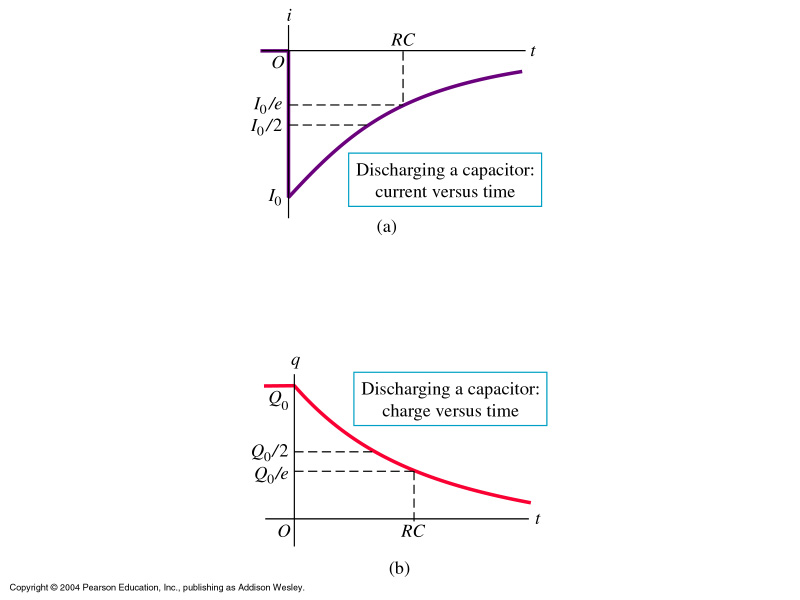 i
RC
t
O
I₀/e
I₀/2
Discharging a capacitor:
current versus time
I₀
(a)
q
Discharging a capacitor:
charge versus time
Q₀
Q₀/2
Q₀/e
t
O
RC
(b)
Copyright © 2004 Pearson Education, Inc., publishing as Addison Wesley.